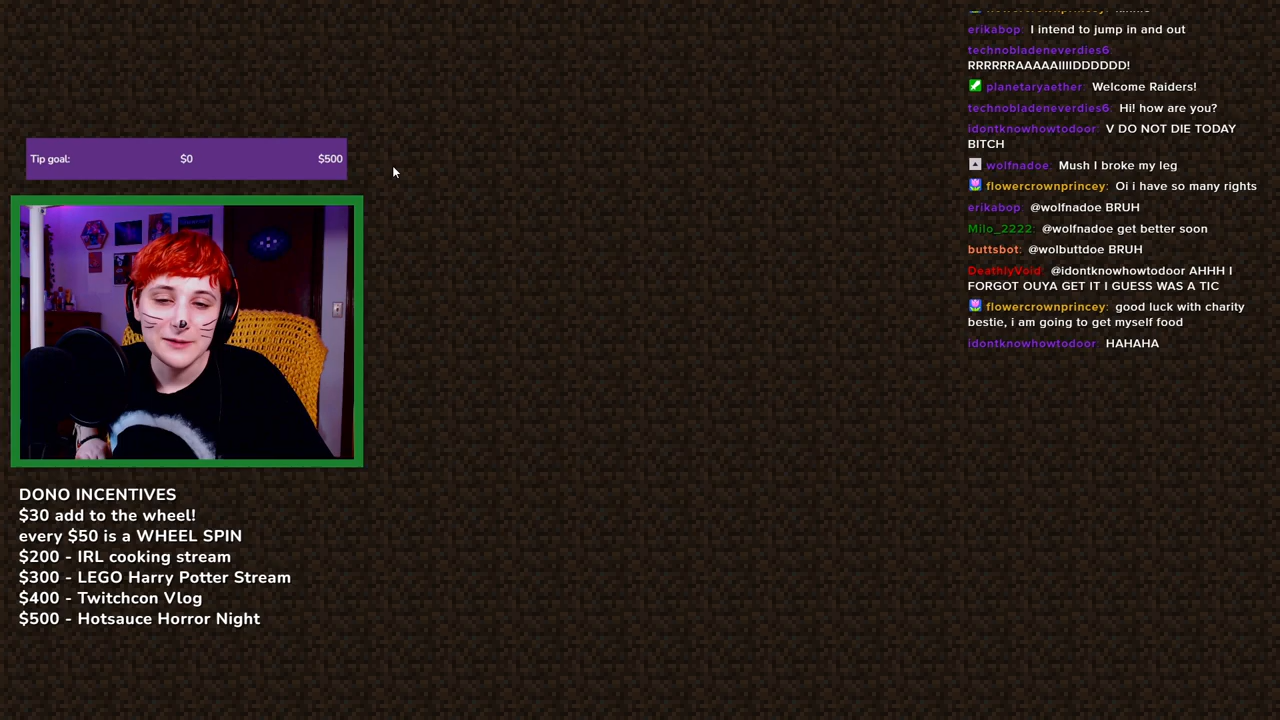 erikabop: I intend to jump in and out
technobladeneverdies6:
RRRRRRAAAAAIIIIDDDDDD!
planetaryaether: Welcome Raiders!
technobladeneverdies6: Hi! how are you?
idontknowhowtodoor: V DO NOT DIE TODAY
BITCH
wolfnadoe: Mush I broke my leg
flowercrownprincey: Oi i have so many rights
erikabop: @wolfnadoe BRUH
Milo_2222: @wolfnadoe get better soon
buttsbot: @wolbuttdoe BRUH
DeathlyVoid: @idontknowhowtodoor AHHH I
FORGOT OUYA GET IT I GUESS WAS A TIC
flowercrownprincey: good luck with charity
bestie, i am going to get myself food
idontknowhowtodoor: HAHAHA
Tip goal: $0 $500
DONO INCENTIVES
$30 add to the wheel!
every $50 is a WHEEL SPIN
$200 - IRL cooking stream
$300 - LEGO Harry Potter Stream
$400 - Twitchcon Vlog
$500 - Hotsauce Horror Night